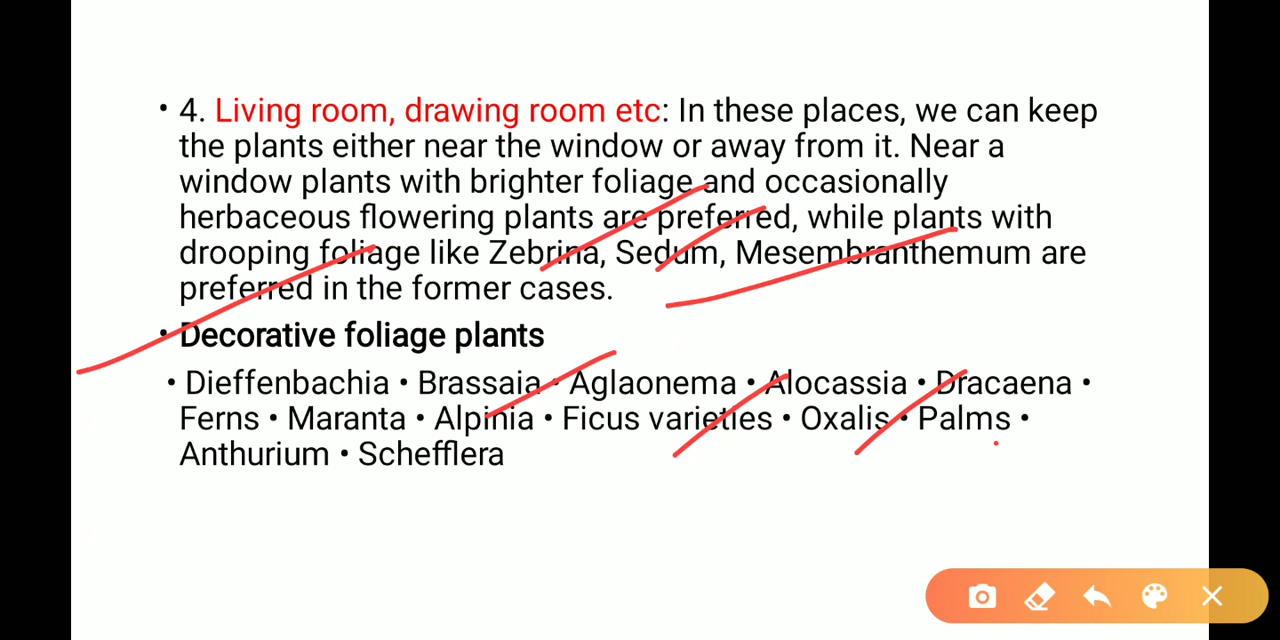 • 4. Living room, drawing room etc: In these places, we can keep
the plants either near the window or away from it. Near a
window plants with brighter foliage and occasionally
herbaceous flowering plants are preferred, while plants with
drooping foliage like Zebrina, Sedum, Mesembranthemum are
preferred in the former cases.
• Decorative foliage plants
• Dieffenbachia • Brassaia • Aglaonema • Alocassia • Dracaena •
Ferns • Maranta • Alpinia • Ficus varieties • Oxalis • Palms •
Anthurium • Schefflera